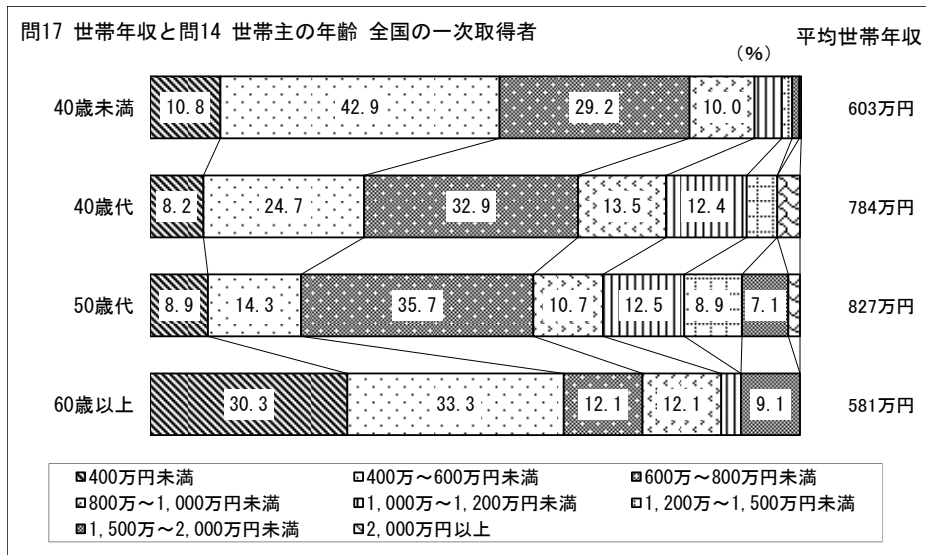 問17 世帯年収と問14 世帯主の年齢 全国の一次取得者
平均世帯年収
(%)
40歳未満 10.8 42.9 29.2 10.0 603万円
40歳代 8.2 24.7 32.9 13.5 12.4 784万円
50歳代 8.9 14.3 35.7 10.7 12.5 8.9 7.1 827万円
60歳以上 30.3 33.3 12.1 12.1 9.1 581万円
400万円未満 400万～600万円未満 600万～800万円未満
800万～1,000万円未満 1,000万～1,200万円未満 1,200万～1,500万円未満
1,500万～2,000万円未満 2,000万円以上